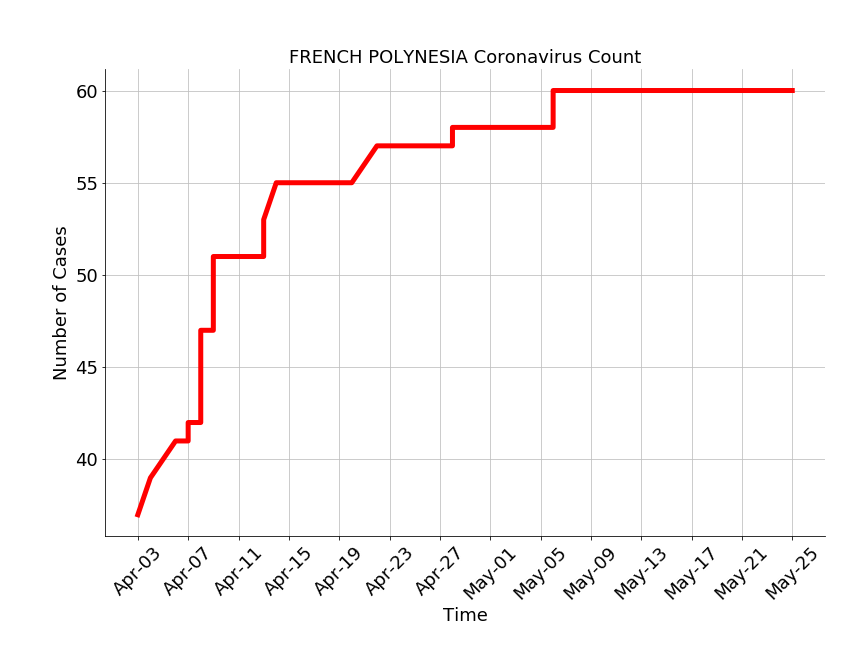 FRENCH POLYNESIA Coronavirus Count
60
55
50
45
40
Number of Cases
Apr-03
Apr-07
Apr-11
Apr-15
Apr-19
Apr-23
Apr-27
May-01
May-05
May-09
May-13
May-17
May-21
May-25
Time